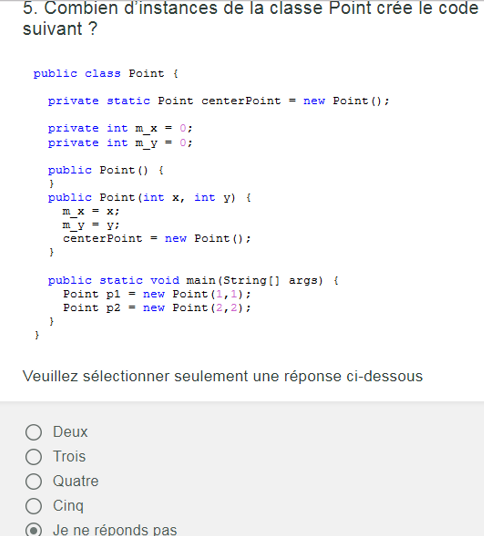 5. Combien d'instances de la classe Point crée le code
suivant ?
public class Point {
private static Point centerPoint = new Point();
private int m_x = 0;
private int m_y = 0;
public Point() {
}
public Point(int x, int y) {
m_x = x;
m_y = y;
centerPoint = new Point();
}
public static void main(String[] args) {
Point p1 = new Point(1,1);
Point p2 = new Point(2,2);
}
}
Veuillez sélectionner seulement une réponse ci-dessous
Deux
Trois
Quatre
Cinq
Je ne réponds pas